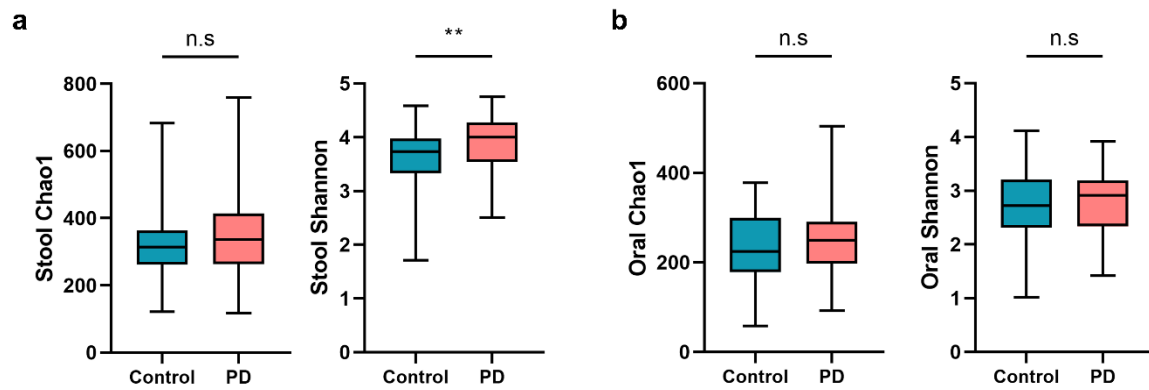 a
n.s
Stool Chao1
800
600
400
200
0
Control PD
**
Stool Shannon
5
4
3
2
1
0
Control PD
b
n.s
Oral Chao1
600
400
200
0
Control PD
n.s
Oral Shannon
5
4
3
2
1
0
Control PD